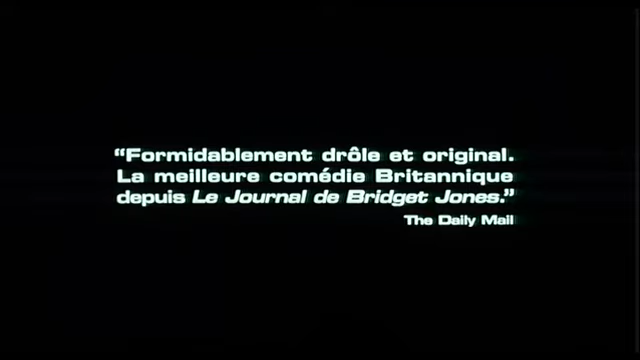 “Formidablement drôle et original.
La meilleure comédie Britannique
depuis Le Journal de Bridget Jones.”
The Daily Mail